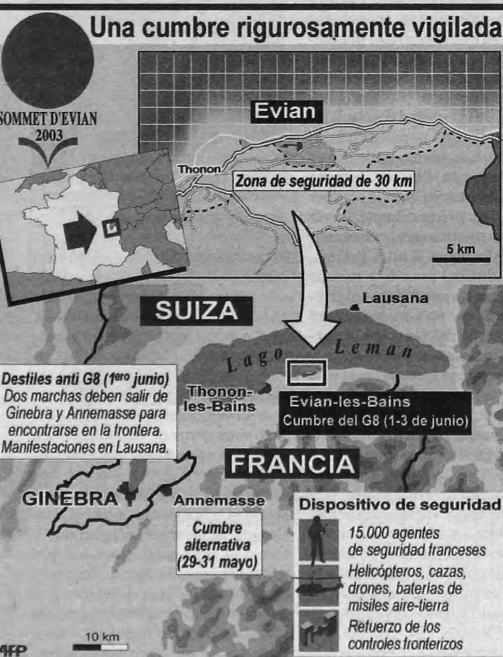 Una cumbre rigurosamente vigilada
SOMMET D'EVIAN
2003
Evian
Thonon
Zona de seguridad de 30 km
5 km
SUIZA
Lausana
Lago Leman
Thonon-
les-Bains
Evian-les-Bains
Cumbre del G8 (1-3 de junio)
Desfiles anti G8 (1ero junio)
Dos marchas deben salir de
Ginebra y Annemasse para
encontrarse en la frontera.
Manifestaciones en Lausana.
FRANCIA
GINEBRA
Annemasse
Cumbre
alternativa
(29-31 mayo)
Dispositivo de seguridad
15.000 agentes
de seguridad franceses
Helicópteros, cazas,
drones, baterías de
misiles aire-tierra
Refuerzo de los
controles fronterizos
10 km
AFP